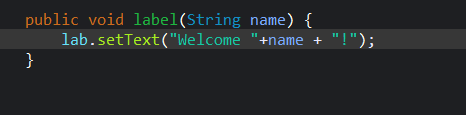 public void label(String name) {
    lab.setText("Welcome "+name + "!");
}